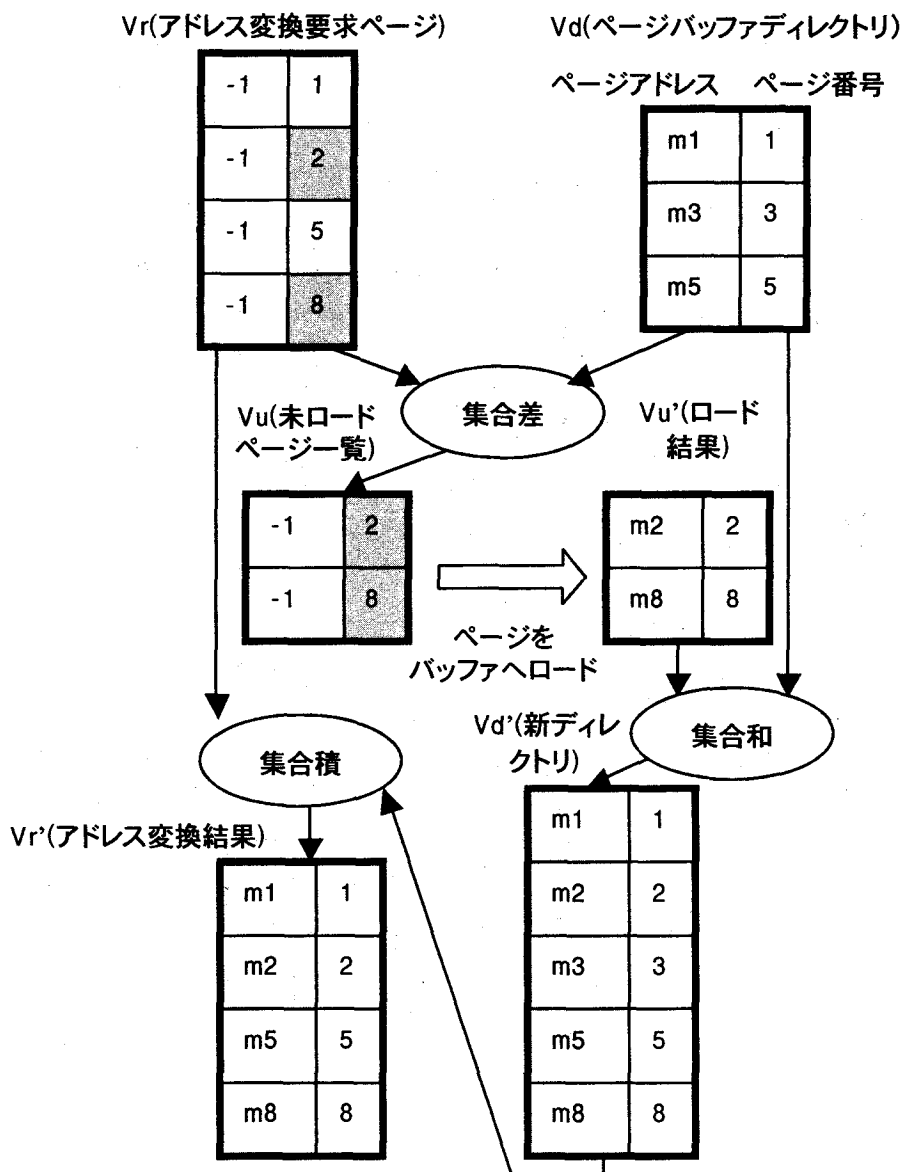 Vr(アドレス変換要求ページ)
-1 1
-1 2
-1 5
-1 8
Vd(ページバッファディレクトリ)
ページアドレス ページ番号
m1 1
m3 3
m5 5
集合差
Vu(未ロード
ページ一覧)
-1 2
-1 8
ページを
バッファへロード
Vu'(ロード
結果)
m2 2
m8 8
集合和
Vd'(新ディレ
クトリ)
m1 1
m2 2
m3 3
m5 5
m8 8
集合積
Vr'(アドレス変換結果)
m1 1
m2 2
m5 5
m8 8